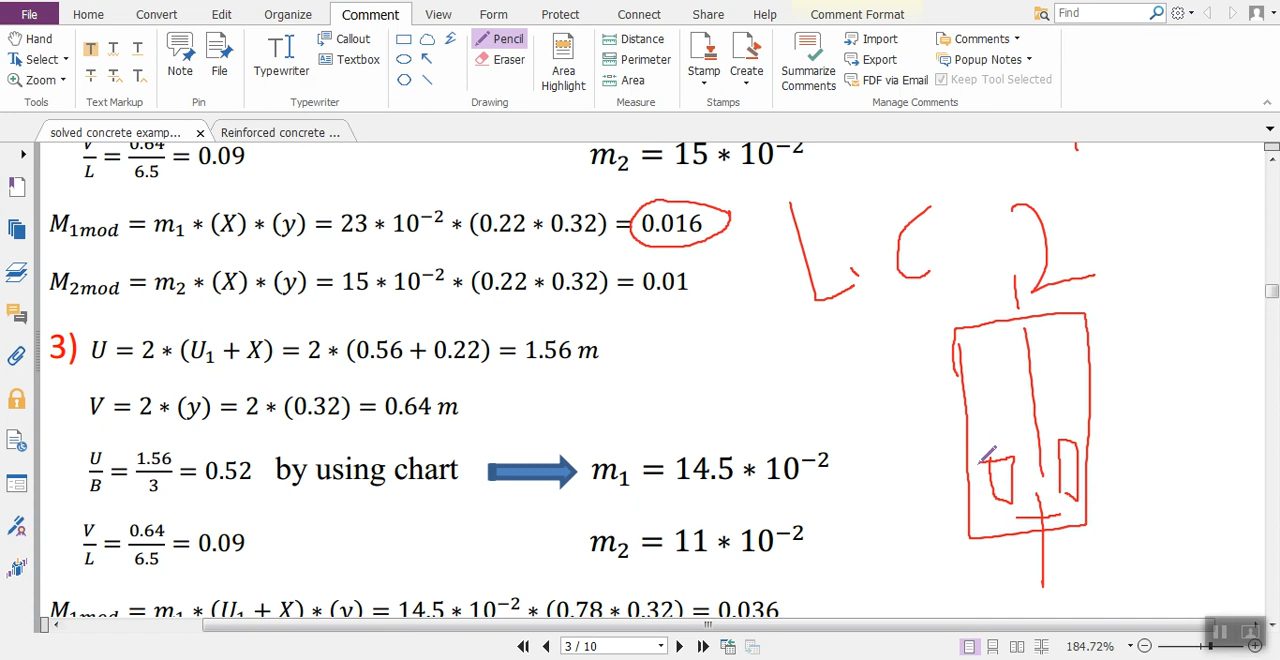 File Home Convert Edit Organize Comment View Form Protect Connect Share Help Comment Format Find
Hand Select Zoom Tools
Text Markup
Note File Pin
Typewriter Callout Textbox Typewriter
Pencil Eraser Drawing
Area Highlight Distance Perimeter Area Measure
Stamp Create Stamps
Summarize Comments Import Export FDF via Email Comments Popup Notes Keep Tool Selected Manage Comments
solved concrete examp... × Reinforced concrete ...
V/L = 0.64/6.5 = 0.09 m₂ = 15 * 10⁻²
M₁mod = m₁ * (X) * (y) = 23 * 10⁻² * (0.22 * 0.32) = 0.016
L C 2
M₂mod = m₂ * (X) * (y) = 15 * 10⁻² * (0.22 * 0.32) = 0.01
3) U = 2 * (U₁ + X) = 2 * (0.56 + 0.22) = 1.56 m
V = 2 * (y) = 2 * (0.32) = 0.64 m
U/B = 1.56/3 = 0.52 by using chart m₁ = 14.5 * 10⁻²
V/L = 0.64/6.5 = 0.09 m₂ = 11 * 10⁻²
M₁mod = m₁ * (U₁ + X) * (y) = 14.5 * 10⁻² * (0.78 * 0.32) = 0.036
3 / 10 184.72%